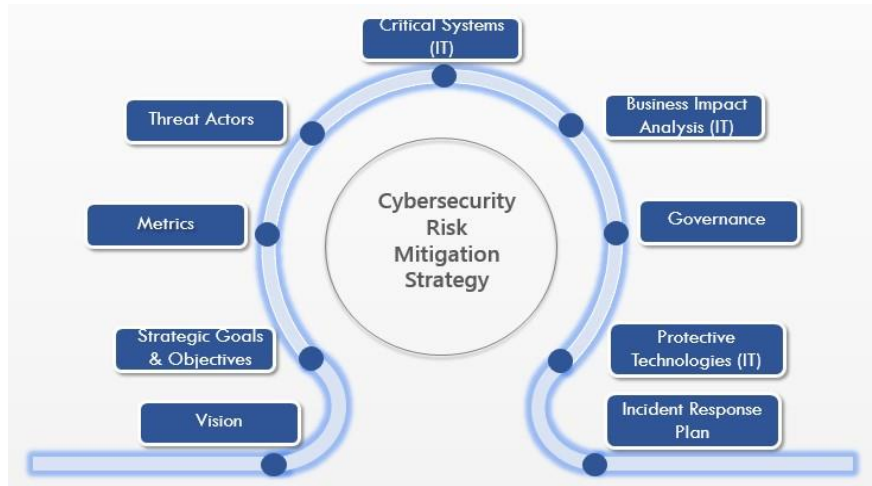 Critical Systems
(IT)
Threat Actors
Business Impact
Analysis (IT)
Metrics
Cybersecurity
Risk
Mitigation
Strategy
Governance
Strategic Goals
& Objectives
Protective
Technologies (IT)
Vision
Incident Response
Plan